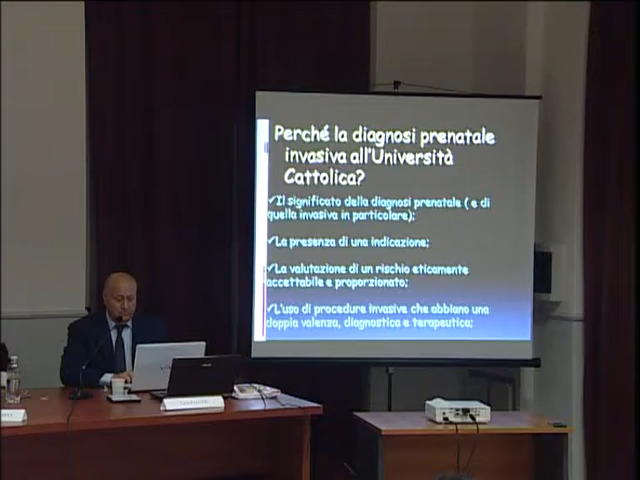 Perché la diagnosi prenatale
invasiva all'Università
Cattolica?
✓Il significato della diagnosi prenatale ( e di
quella invasiva in particolare);
✓La presenza di una indicazione;
✓La valutazione di un rischio eticamente
accettabile e proporzionato;
✓L'uso di procedure invasive che abbiano una
doppia valenza, diagnostica e terapeutica;